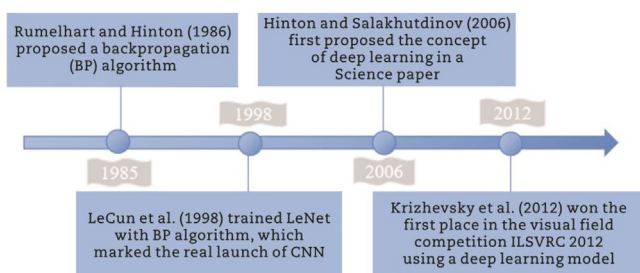 Rumelhart and Hinton (1986)
proposed a backpropagation
(BP) algorithm
Hinton and Salakhutdinov (2006)
first proposed the concept
of deep learning in a
Science paper
1998
2012
1985
2006
LeCun et al. (1998) trained LeNet
with BP algorithm, which
marked the real launch of CNN
Krizhevsky et al. (2012) won the
first place in the visual field
competition ILSVRC 2012
using a deep learning model